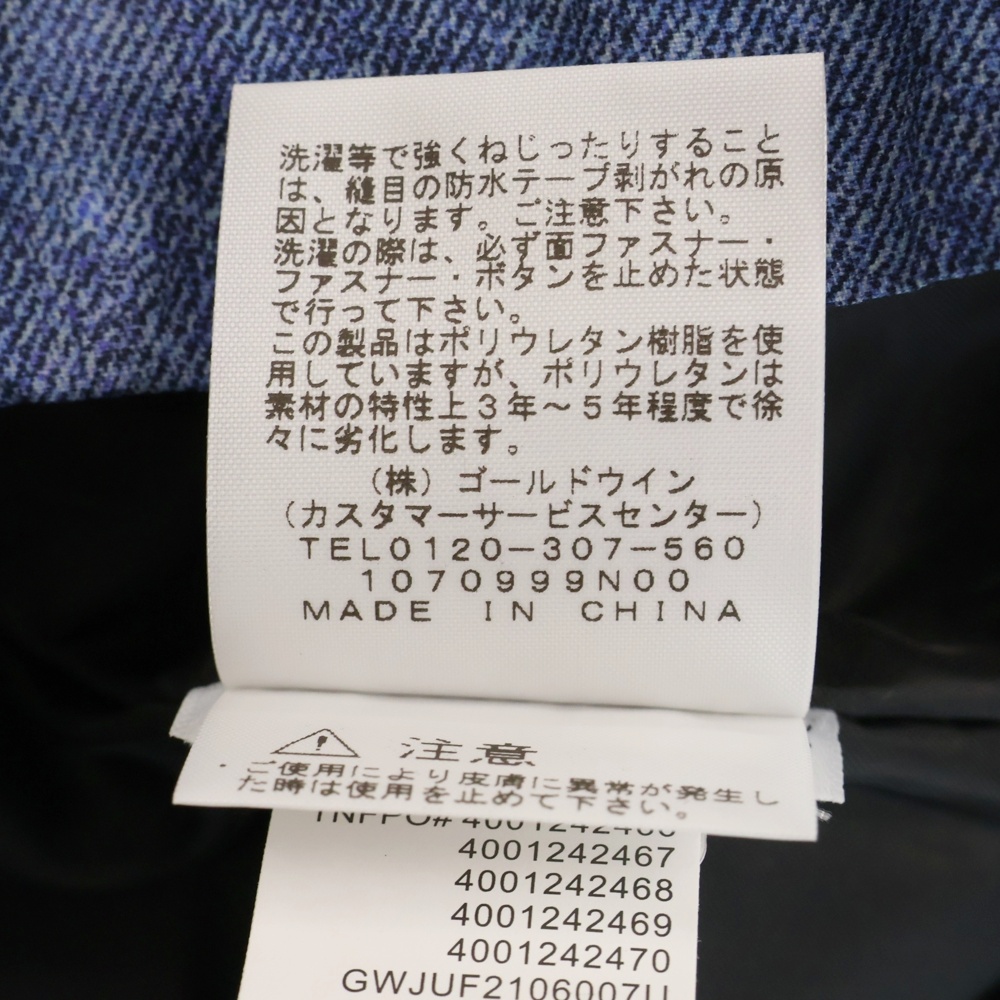 洗濯等で強くねじったりすること
は、縫目の防水テープ剥がれの原
因となります。ご注意下さい。
洗濯の際は、必ず面ファスナー・
ファスナー・ボタンを止めた状態
で行って下さい。
この製品はポリウレタン樹脂を使
用していますが、ポリウレタンは
素材の特性上３年～５年程度で徐
々に劣化します。
（株）ゴールドウイン
（カスタマーサービスセンター）
ＴＥＬ０１２０－３０７－５６０
１０７０９９９Ｎ００
ＭＡＤＥ ＩＮ ＣＨＩＮＡ
注意
・ご使用により皮膚に異常が発生し
た時は使用を止めて下さい。
TNFPO# 4001242466
4001242467
4001242468
4001242469
4001242470
GWJUF2106007U